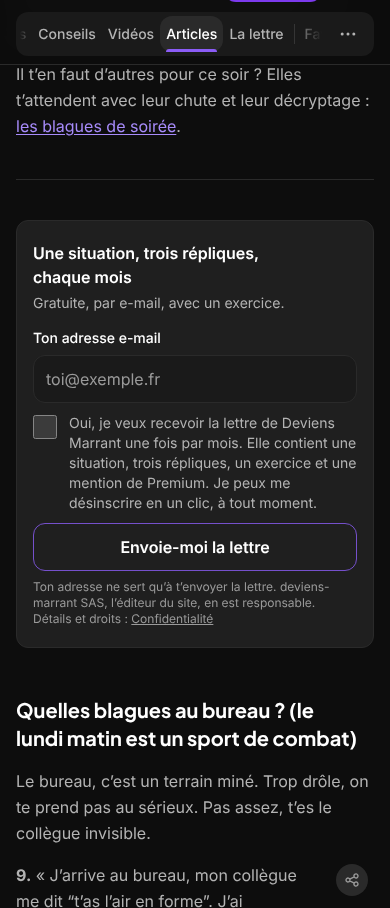 Conseils Vidéos Articles La lettre
Il t’en faut d’autres pour ce soir ? Elles
t’attendent avec leur chute et leur décryptage :
les blagues de soirée.
Une situation, trois répliques,
chaque mois
Gratuite, par e-mail, avec un exercice.
Ton adresse e-mail
toi@exemple.fr
Oui, je veux recevoir la lettre de Deviens
Marrant une fois par mois. Elle contient une
situation, trois répliques, un exercice et une
mention de Premium. Je peux me
désinscrire en un clic, à tout moment.
Envoie-moi la lettre
Ton adresse ne sert qu’à t’envoyer la lettre. deviens-
marrant SAS, l’éditeur du site, en est responsable.
Détails et droits : Confidentialité
Quelles blagues au bureau ? (le
lundi matin est un sport de combat)
Le bureau, c’est un terrain miné. Trop drôle, on
te prend pas au sérieux. Pas assez, t’es le
collègue invisible.
9. « J’arrive au bureau, mon collègue
me dit “t’as l’air en forme”. J’ai